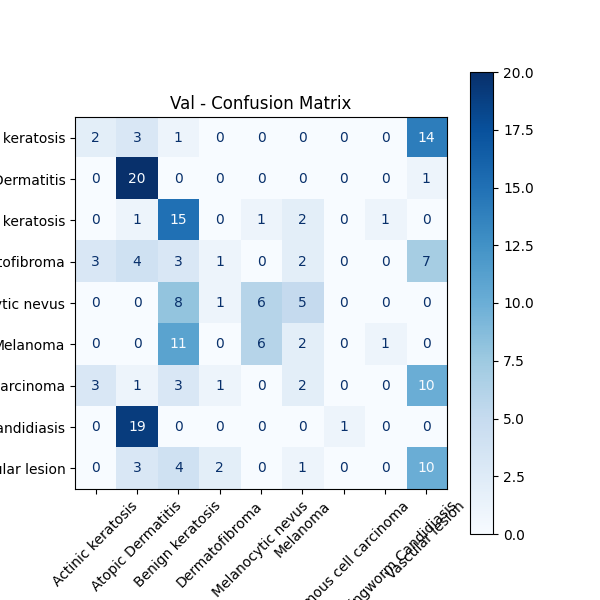 Val - Confusion Matrix
keratosis 2 3 1 0 0 0 0 0 14
Dermatitis 0 20 0 0 0 0 0 0 1
keratosis 0 1 15 0 1 2 0 1 0
tofibroma 3 4 3 1 0 2 0 0 7
ytic nevus 0 0 8 1 6 5 0 0 0
Melanoma 0 0 11 0 6 2 0 1 0
arcinoma 3 1 3 1 0 2 0 0 10
andidiasis 0 19 0 0 0 0 1 0 0
ular lesion 0 3 4 2 0 1 0 0 10
Actinic keratosis
Atopic Dermatitis
Benign keratosis
Dermatofibroma
Melanocytic nevus
Melanoma
mous cell carcinoma
ingworm Candidiasis
Vascular lesion
20.0
17.5
15.0
12.5
10.0
7.5
5.0
2.5
0.0